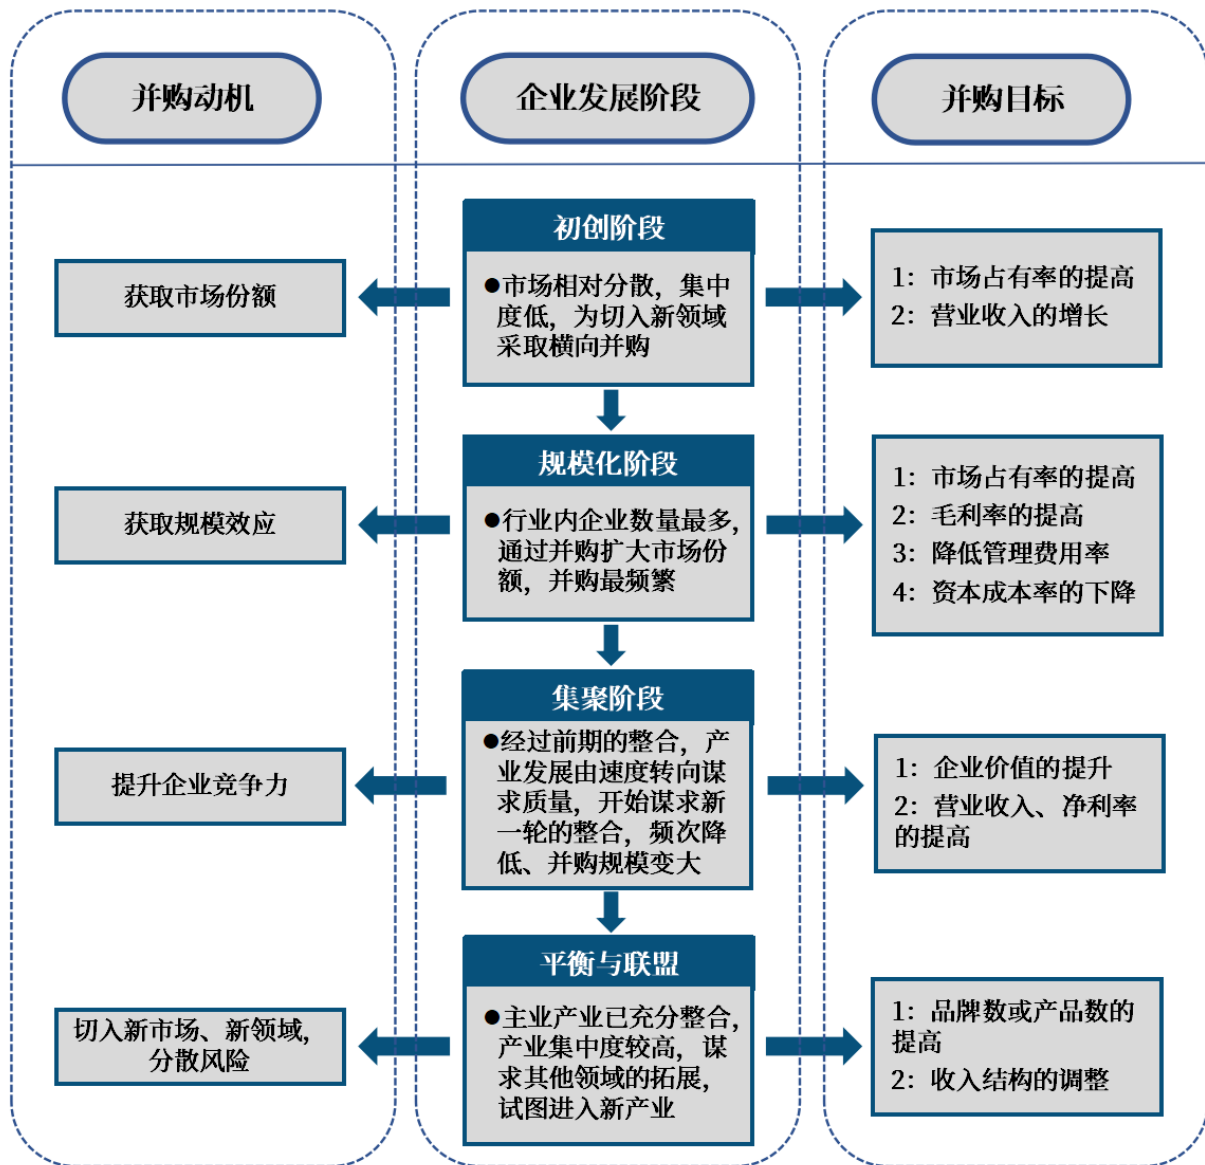 并购动机
企业发展阶段
并购目标
获取市场份额
初创阶段
●市场相对分散，集中
度低，为切入新领域
采取横向并购
1：市场占有率的提高
2：营业收入的增长
获取规模效应
规模化阶段
●行业内企业数量最多，
通过并购扩大市场份
额，并购最频繁
1：市场占有率的提高
2：毛利率的提高
3：降低管理费用率
4：资本成本率的下降
提升企业竞争力
集聚阶段
●经过前期的整合，产
业发展由速度转向谋
求质量，开始谋求新
一轮的整合，频次降
低、并购规模变大
1：企业价值的提升
2：营业收入、净利率
的提高
切入新市场、新领域，
分散风险
平衡与联盟
●主业产业已充分整合，
产业集中度较高，谋
求其他领域的拓展，
试图进入新产业
1：品牌数或产品数的
提高
2：收入结构的调整